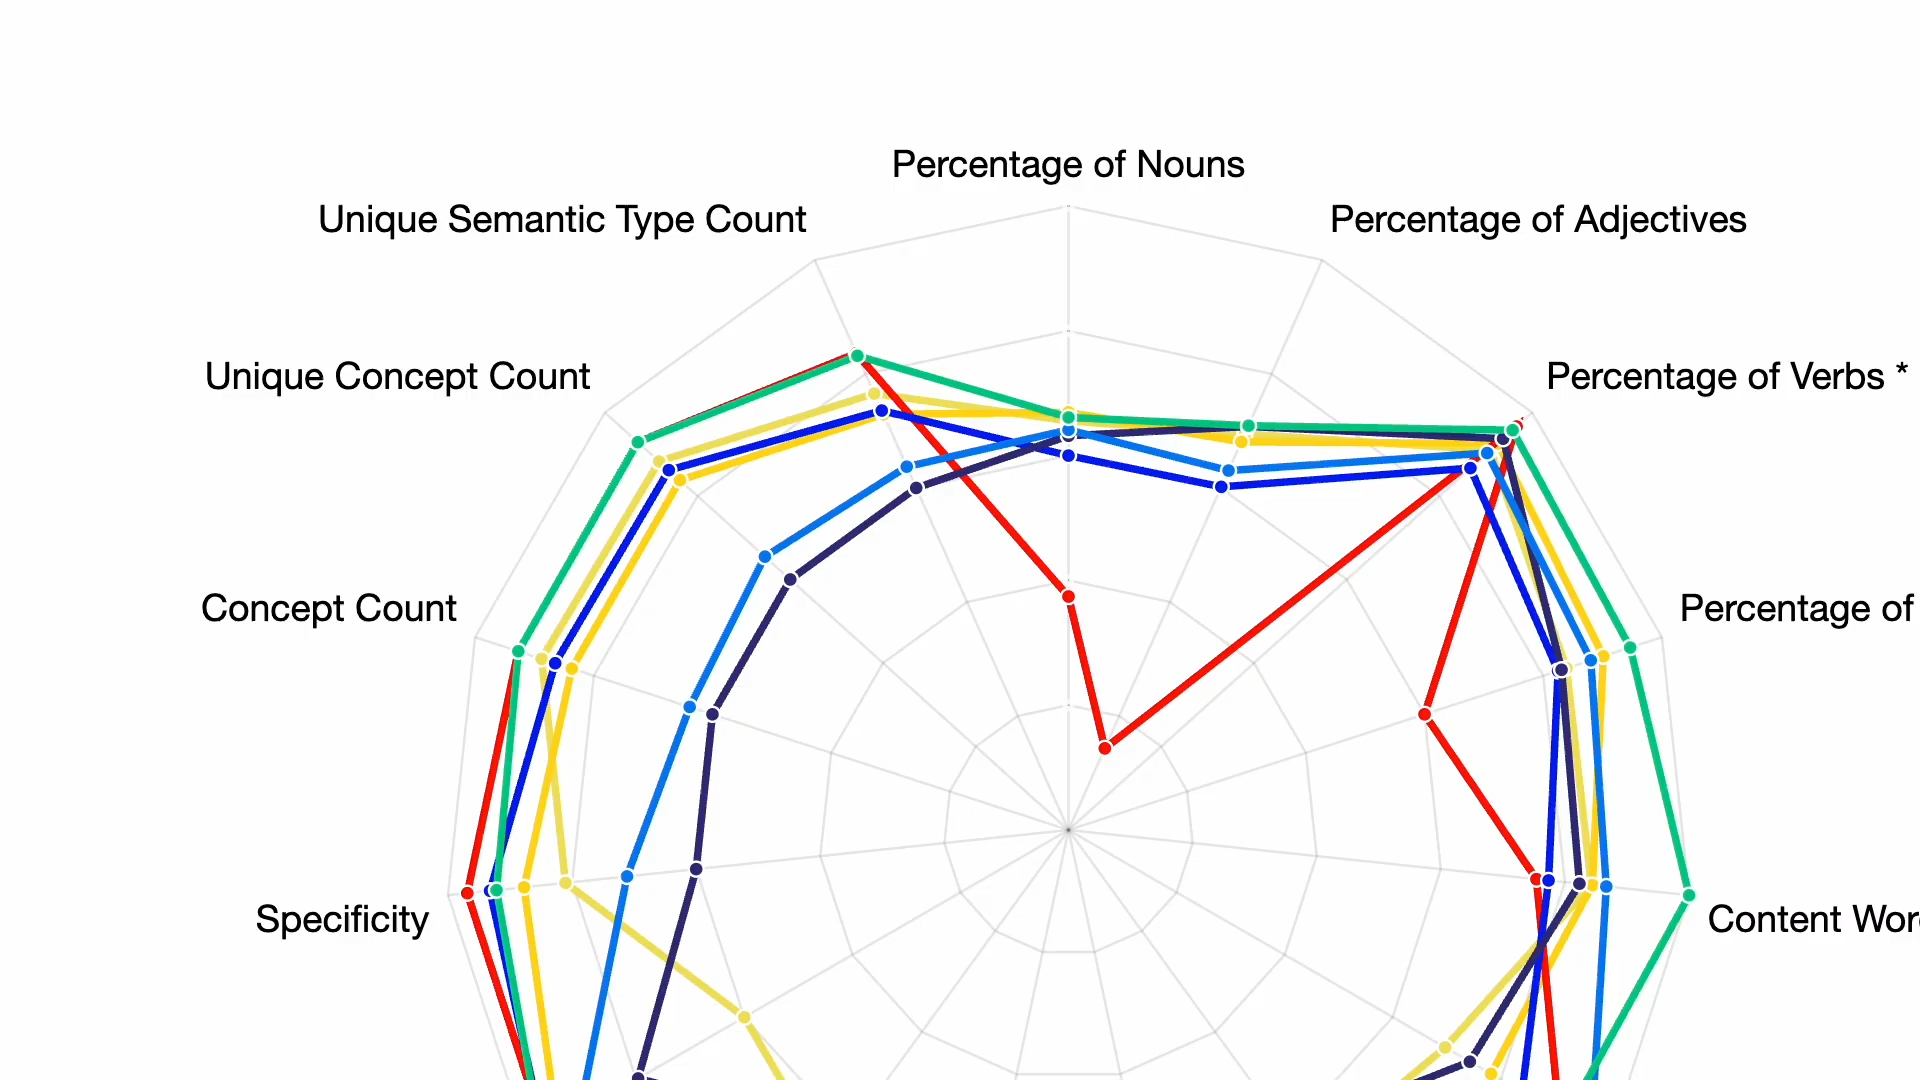 Percentage of Nouns
Unique Semantic Type Count
Percentage of Adjectives
Unique Concept Count
Percentage of Verbs *
Concept Count
Percentage of
Specificity
Content